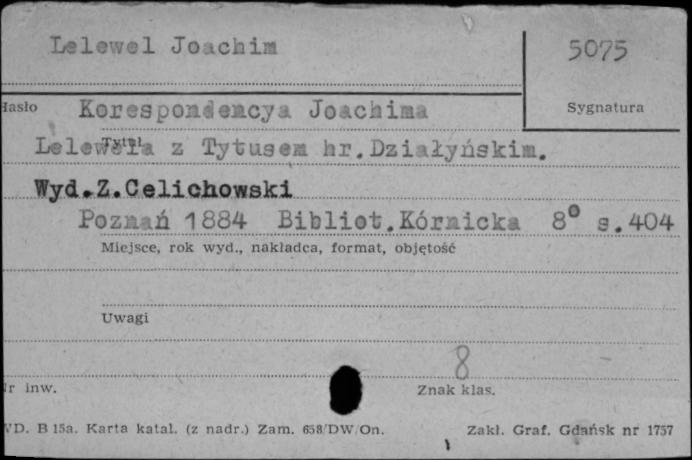 Lelewel Joachim
5075
Hasło
Korespondencya Joachima
Sygnatura
Tytuł
Lelewela z Tytusem hr.Działyńskim.
Wyd.Z.Celichowski
Poznań 1884 Bibliot.Kórnicka 8° s.404
Miejsce, rok wyd., nakładca, format, objętość
Uwagi
8
Nr inw.
Znak klas.
WD. B 15a. Karta katal. (z nadr.) Zam. 658/DW/On.
Zakł. Graf. Gdańsk nr 1757